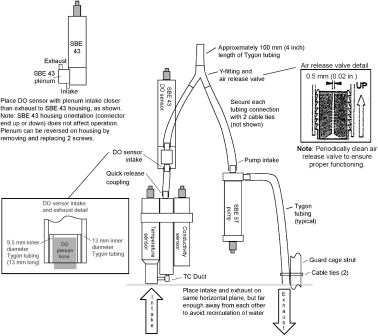 SBE
43
Exhaust
SBE 43
plenum
Intake
Place DO sensor with plenum intake closer
than exhaust to SBE 43 housing, as shown.
Note: SBE 43 housing orientation (connector
end up or down) does not affect operation.
Plenum can be reversed on housing by
removing and replacing 2 screws.
Approximately 100 mm (4 inch)
length of Tygon tubing
Y-fitting and
air release valve
SBE 43
DO sensor
Secure each
tubing connection
with 2 cable ties
(not shown)
Air release valve detail
0.5 mm (0.02 in.)
UP
Note: Periodically clean air
release valve to ensure
proper functioning.
DO sensor
intake
Quick release
coupling
Pump intake
SBE 5T
pump
Tygon
tubing
(typical)
DO sensor intake
and exhaust detail
9.5 mm inner
diameter
Tygon tubing
(13 mm long)
DO
plenum
hose
13 mm inner
diameter
Tygon tubing
Temperature
sensor
Conductivity
sensor
TC Duct
Guard cage strut
Cable ties (2)
Intake
Place intake and exhaust on
same horizontal plane, but far
enough away from each other
to avoid recirculation of water
Exhaust